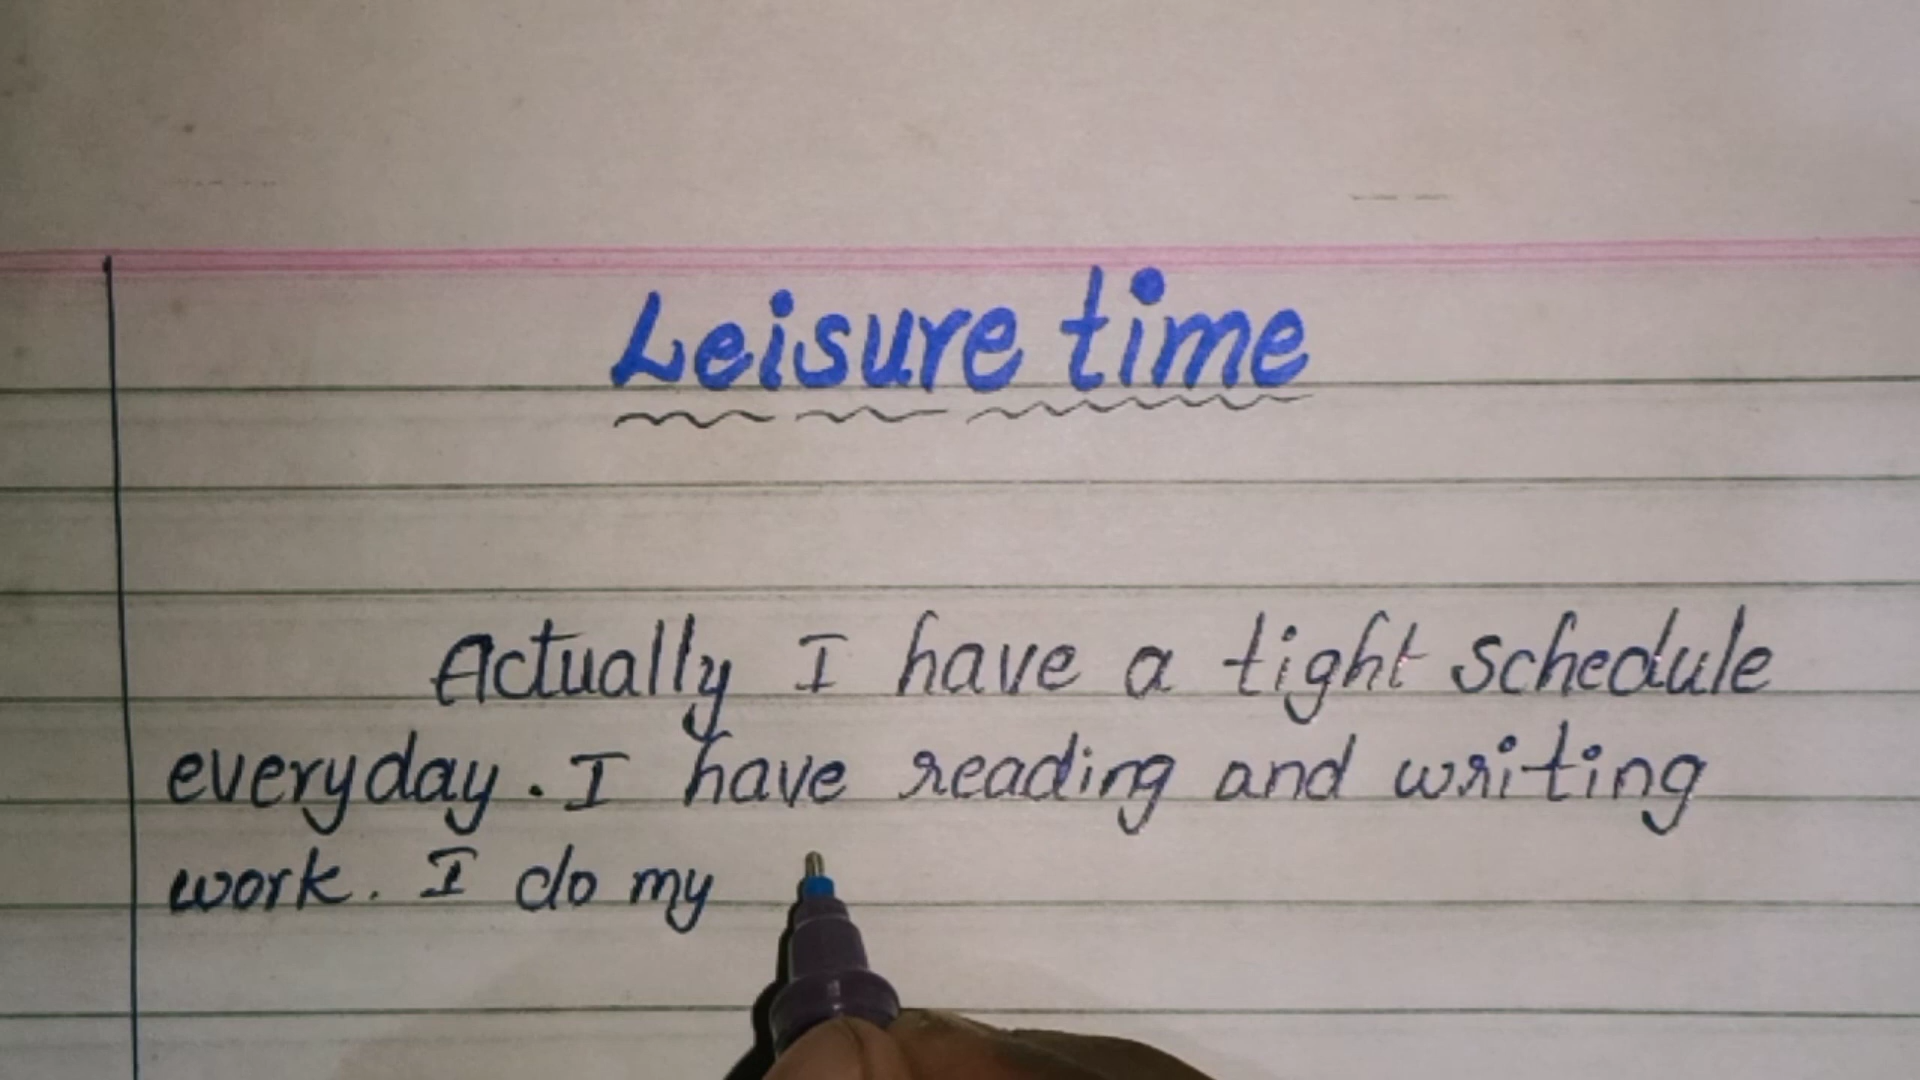 Leisure time
Actually I have a tight schedule
everyday. I have reading and writing
work. I do my